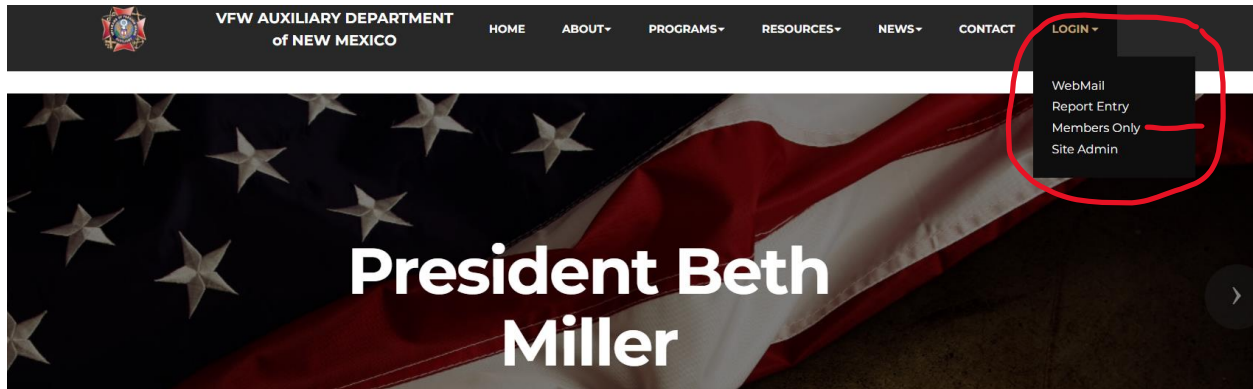 VFW AUXILIARY DEPARTMENT
of NEW MEXICO
HOME ABOUT PROGRAMS RESOURCES NEWS CONTACT LOGIN
WebMail
Report Entry
Members Only
Site Admin
President Beth
Miller